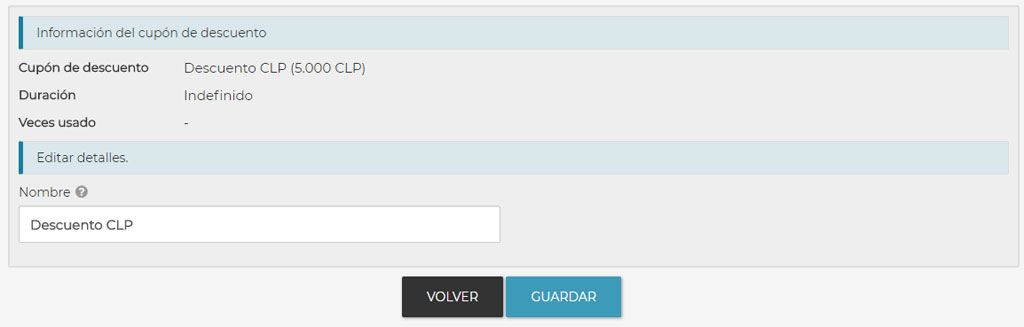 Información del cupón de descuento
Cupón de descuento Descuento CLP (5.000 CLP)
Duración Indefinido
Veces usado -
Editar detalles.
Nombre ?
Descuento CLP
VOLVER GUARDAR